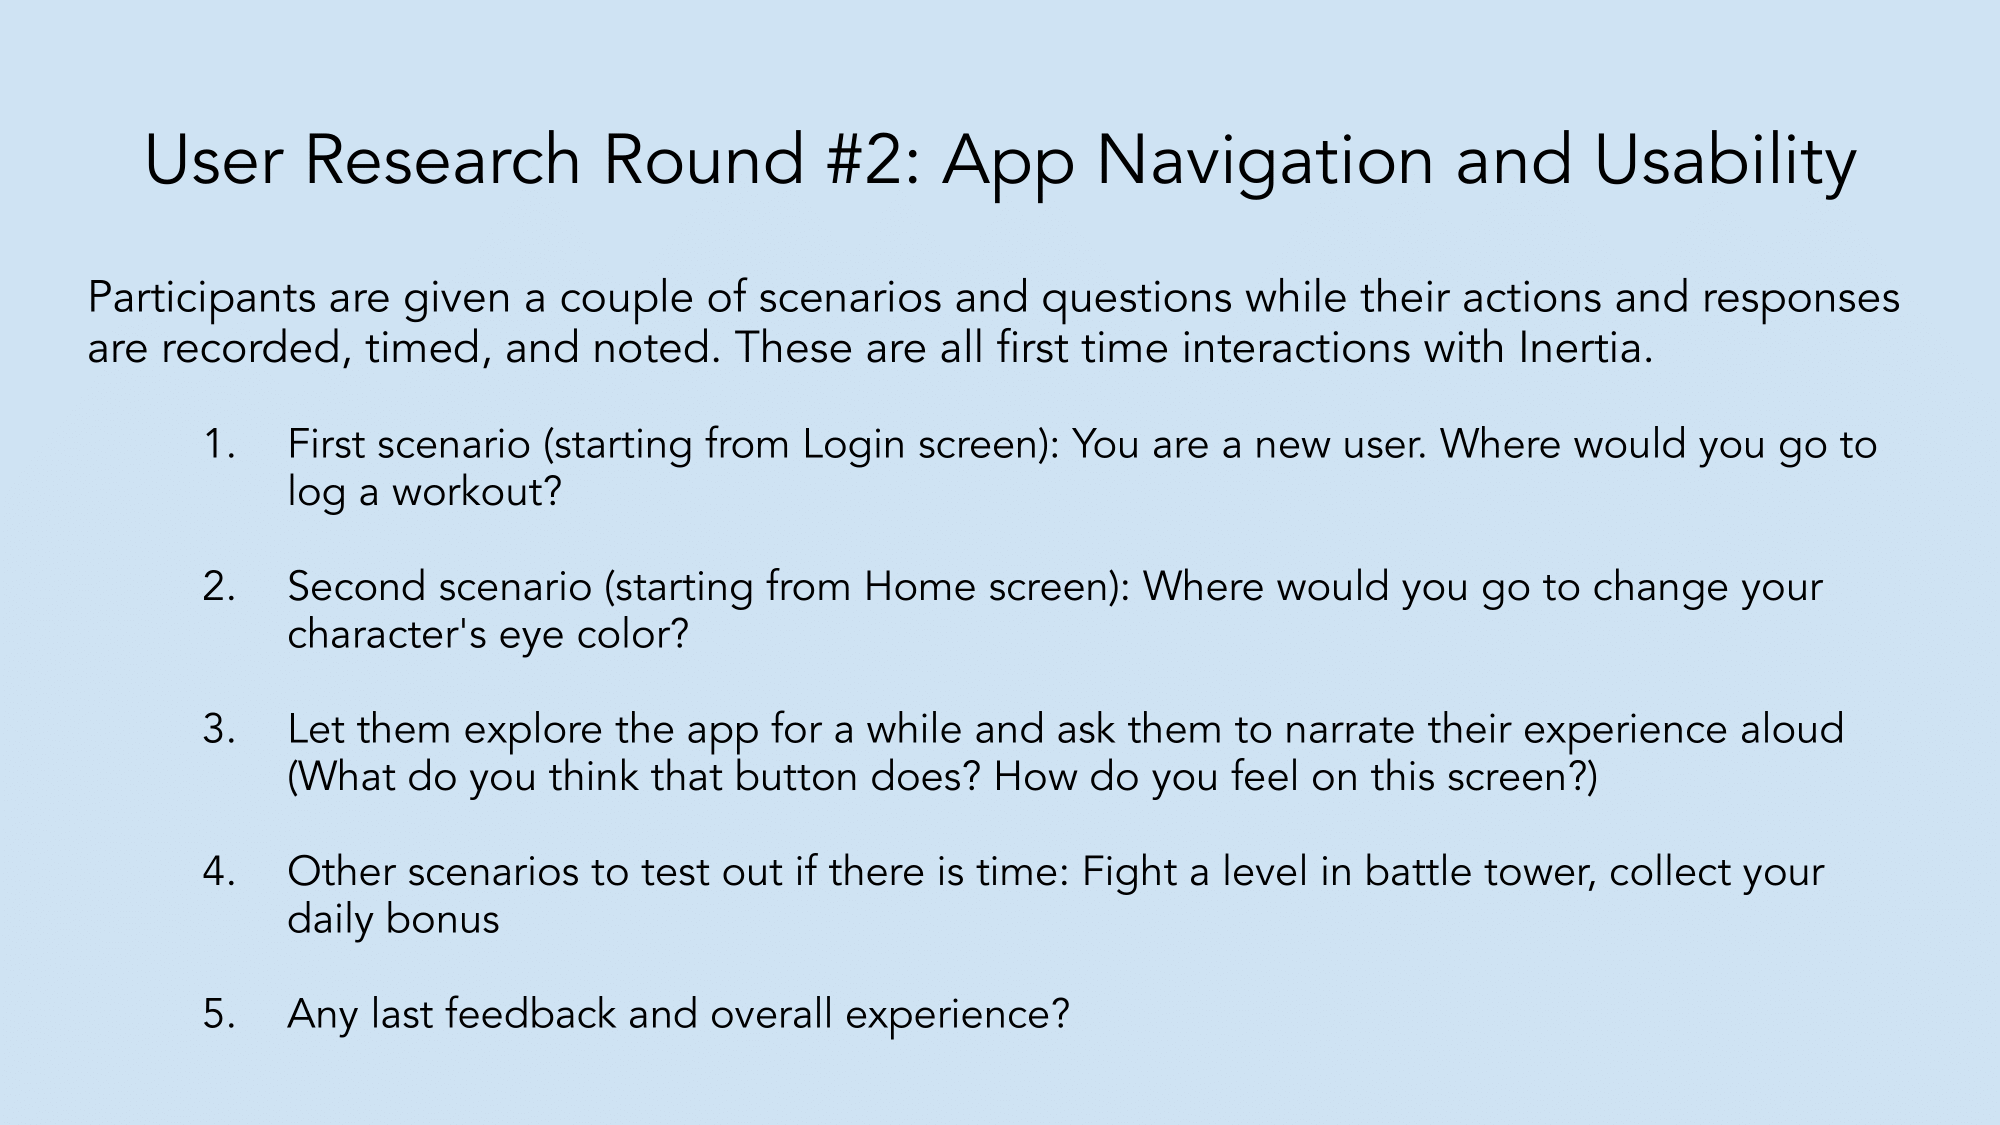 User Research Round #2: App Navigation and Usability
Participants are given a couple of scenarios and questions while their actions and responses
are recorded, timed, and noted. These are all first time interactions with Inertia.
1. First scenario (starting from Login screen): You are a new user. Where would you go to
log a workout?
2. Second scenario (starting from Home screen): Where would you go to change your
character's eye color?
3. Let them explore the app for a while and ask them to narrate their experience aloud
(What do you think that button does? How do you feel on this screen?)
4. Other scenarios to test out if there is time: Fight a level in battle tower, collect your
daily bonus
5. Any last feedback and overall experience?